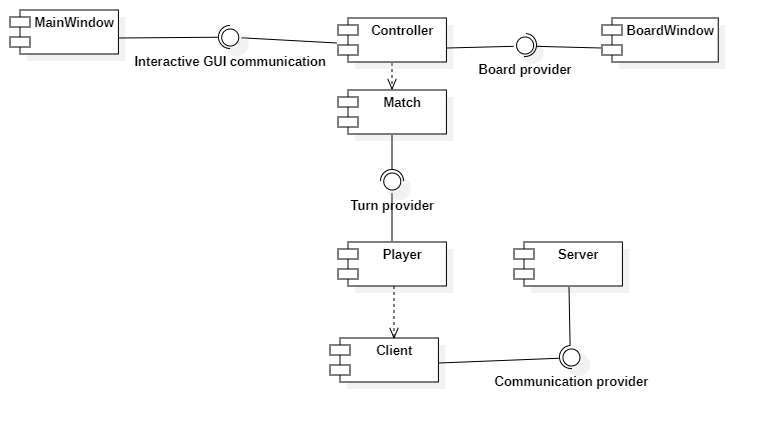 MainWindow
Controller
BoardWindow
Interactive GUI communication
Board provider
Match
Turn provider
Player
Server
Client
Communication provider